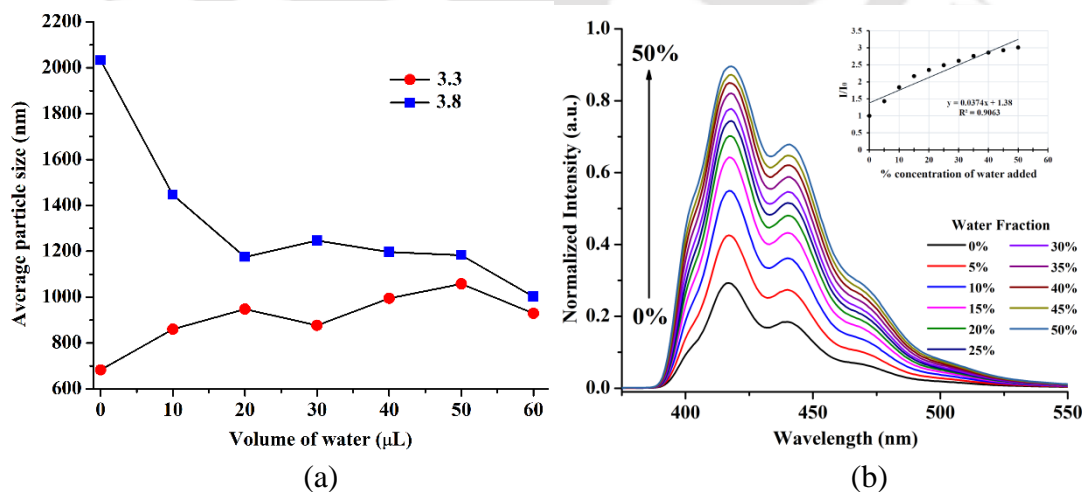 2200
2000
1800
1600
1400
1200
1000
800
600
Average particle size (nm)
3.3
3.8
0 10 20 30 40 50 60
Volume of water (μL)
(a)
1.0
0.8
0.6
0.4
0.2
0.0
Normalized Intensity (a.u.)
50%
0%
3.5
3
2.5
2
1.5
1
0.5
0
I/I₀
y = 0.0374x + 1.38
R² = 0.9063
0 10 20 30 40 50 60
% concentration of water added
Water Fraction
0% 30%
5% 35%
10% 40%
15% 45%
20% 50%
25%
400 450 500 550
Wavelength (nm)
(b)